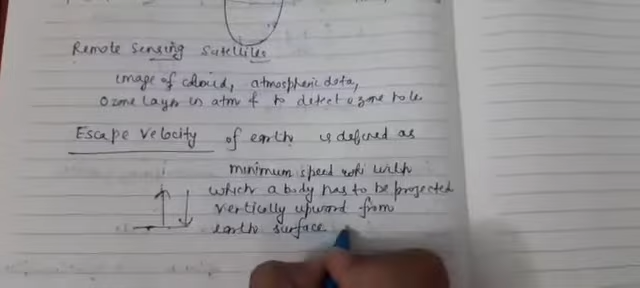 Remote Sensing Satellites
image of cloud, atmospheric data,
ozone layer in atm & to detect ozone hole
Escape Velocity of earth is defined as
minimum speed with
which a body has to be projected
vertically upward from
earth surface